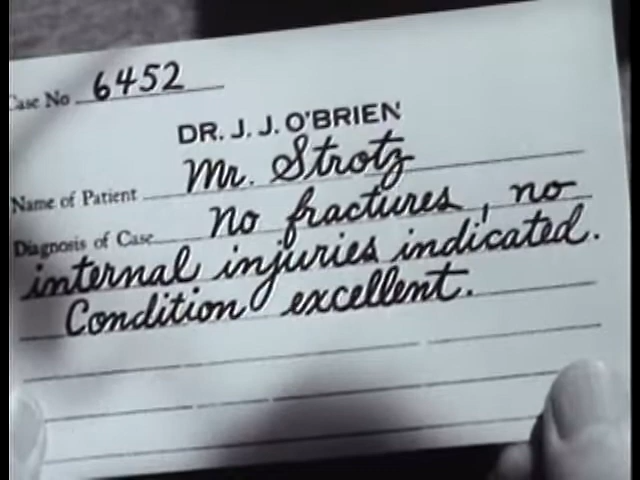 Case No 6452
DR. J. J. O'BRIEN
Name of Patient Mr. Strotz
Diagnosis of Case No fractures, no
internal injuries indicated.
Condition excellent.